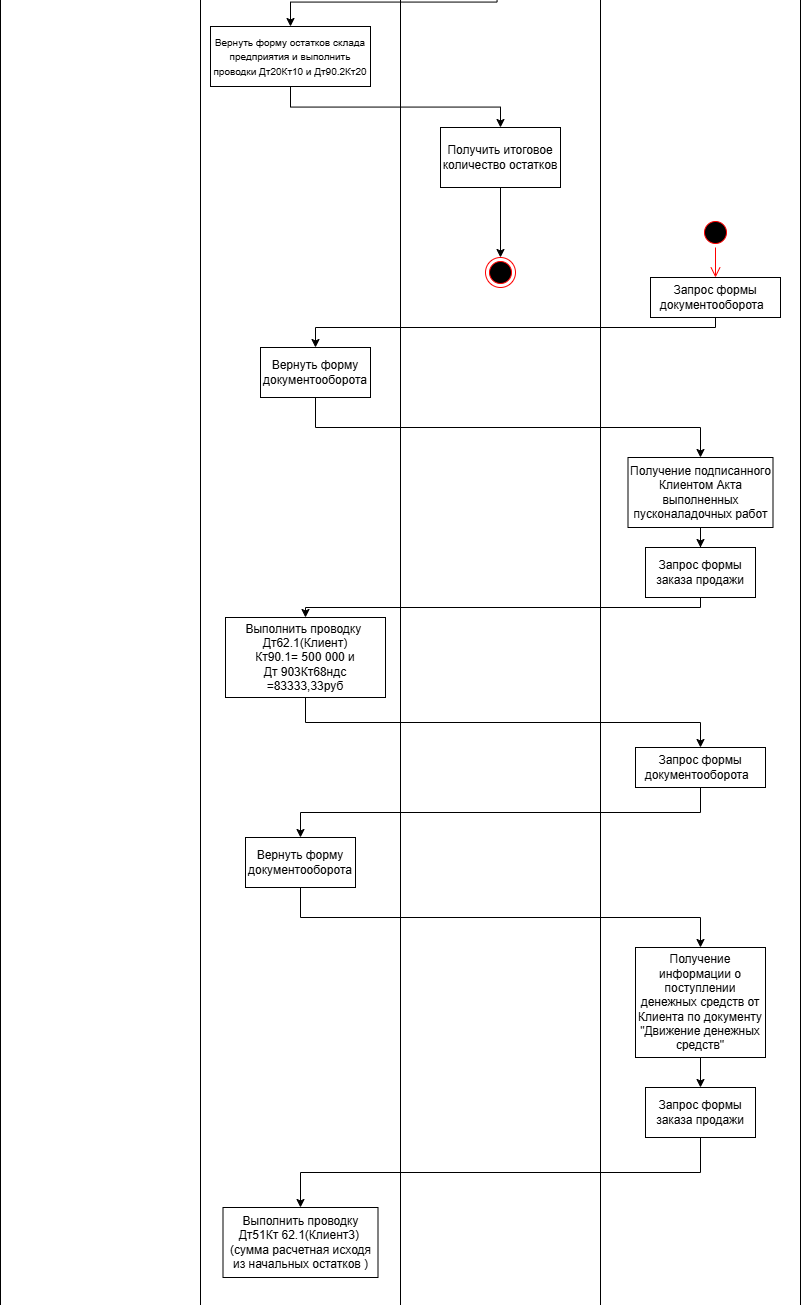 Вернуть форму остатков склада
предприятия и выполнить
проводки Дт20Кт10 и Дт90.2Кт20
Получить итоговое
количество остатков
Запрос формы
документооборота
Вернуть форму
документооборота
Получение подписанного
Клиентом Акта
выполненных
пусконаладочных работ
Запрос формы
заказа продажи
Выполнить проводку
Дт62.1(Клиент)
Кт90.1= 500 000 и
Дт 903Кт68ндс
=83333,33руб
Запрос формы
документооборота
Вернуть форму
документооборота
Получение
информации о
поступлении
денежных средств от
Клиента по документу
"Движение денежных
средств"
Запрос формы
заказа продажи
Выполнить проводку
Дт51Кт 62.1(Клиент3)
(сумма расчетная исходя
из начальных остатков )